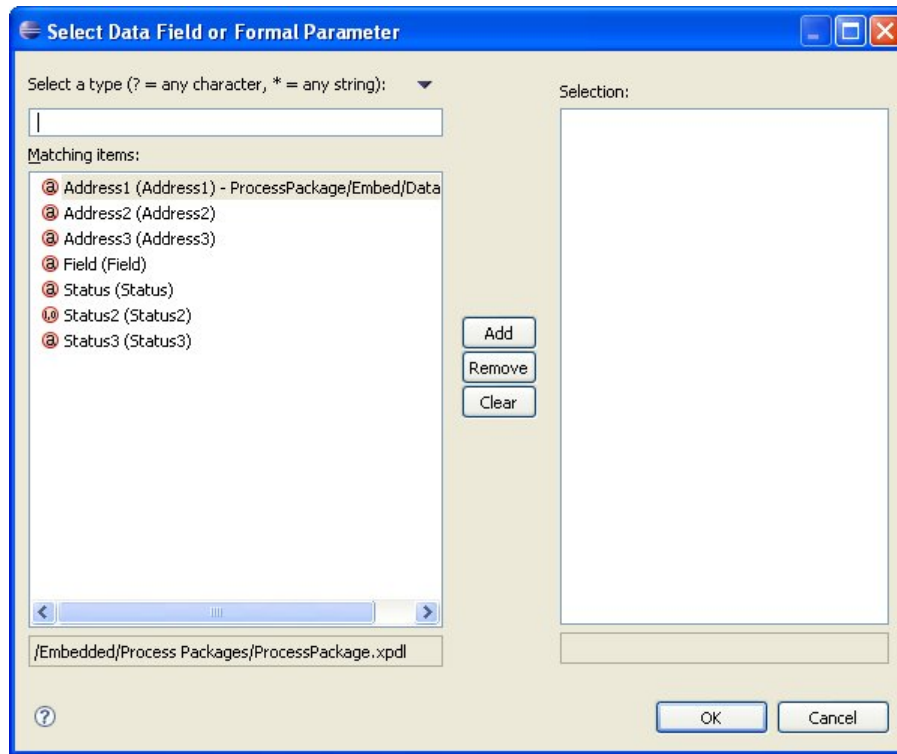 Select Data Field or Formal Parameter
Select a type (? = any character, * = any string):
Selection:
Matching items:
Address1 (Address1) - ProcessPackage/Embed/Data
Address2 (Address2)
Address3 (Address3)
Field (Field)
Status (Status)
Status2 (Status2)
Status3 (Status3)
Add
Remove
Clear
/Embedded/Process Packages/ProcessPackage.xpdl
OK
Cancel